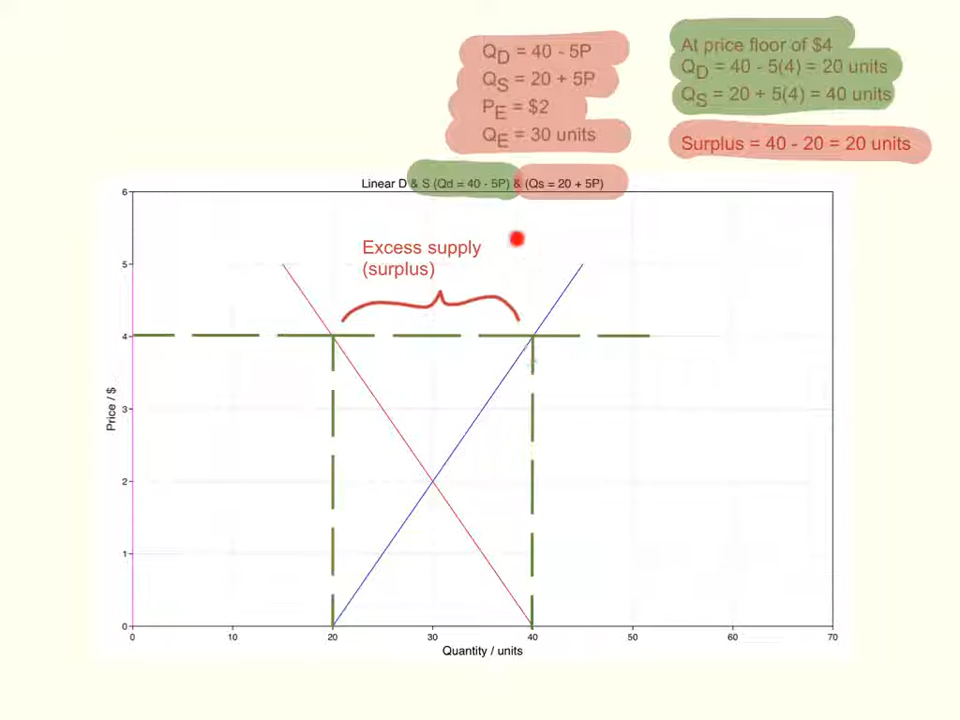 QD = 40 - 5P
QS = 20 + 5P
PE = $2
QE = 30 units
At price floor of $4
QD = 40 - 5(4) = 20 units
QS = 20 + 5(4) = 40 units
Surplus = 40 - 20 = 20 units
Linear D & S (Qd = 40 - 5P) & (Qs = 20 + 5P)
Excess supply
(surplus)
6
5
4
3
2
1
0
Price / $
0 10 20 30 40 50 60 70
Quantity / units